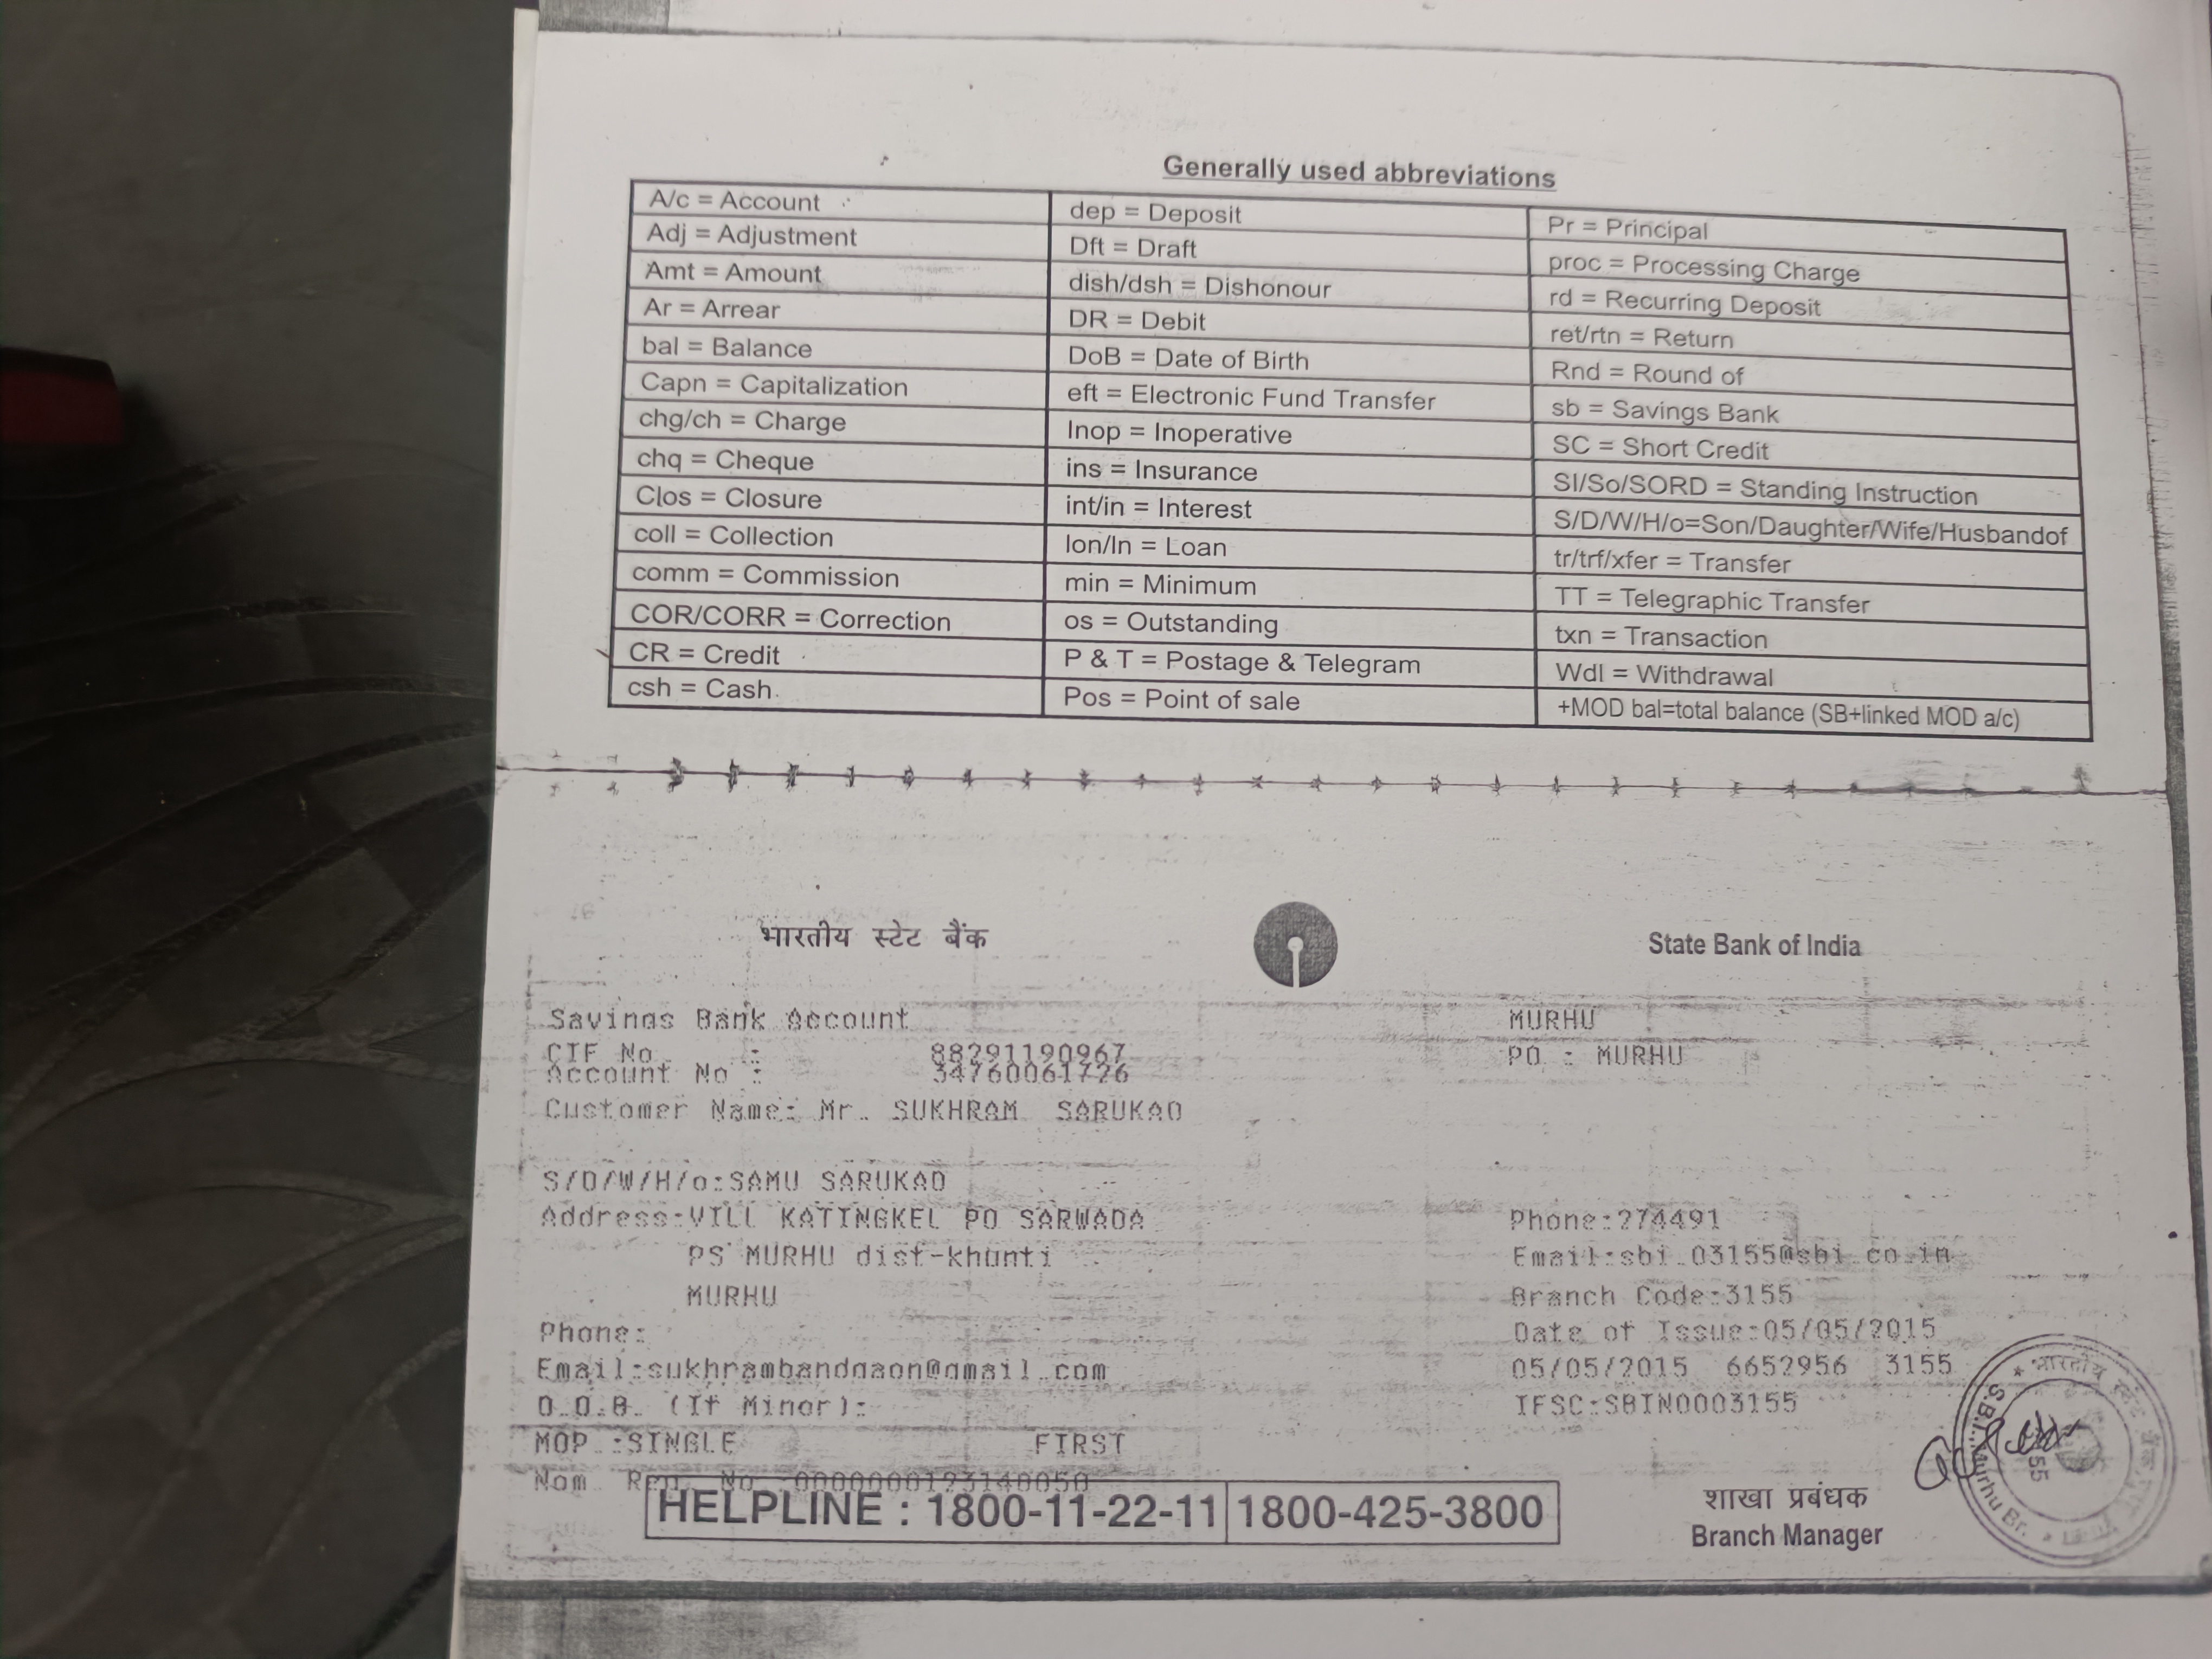 Generally used abbreviations
A/c = Account
Adj = Adjustment
Amt = Amount
Ar = Arrear
bal = Balance
Capn = Capitalization
chg/ch = Charge
chq = Cheque
Clos = Closure
coll = Collection
comm = Commission
COR/CORR = Correction
CR = Credit
csh = Cash
dep = Deposit
Dft = Draft
dish/dsh = Dishonour
DR = Debit
DoB = Date of Birth
eft = Electronic Fund Transfer
Inop = Inoperative
ins = Insurance
int/in = Interest
lon/ln = Loan
min = Minimum
os = Outstanding
P & T = Postage & Telegram
Pos = Point of sale
Pr = Principal
proc = Processing Charge
rd = Recurring Deposit
ret/rtn = Return
Rnd = Round of
sb = Savings Bank
SC = Short Credit
SI/So/SORD = Standing Instruction
S/D/W/H/o=Son/Daughter/Wife/Husbandof
tr/trf/xfer = Transfer
TT = Telegraphic Transfer
txn = Transaction
Wdl = Withdrawal
+MOD bal=total balance (SB+linked MOD a/c)
भारतीय स्टेट बैंक
State Bank of India
Savings Bank Account
CIF No. : 88291190967
Account No : 34760061726
Customer Name: Mr. SUKHRAM SARUKAD
S/D/W/H/o:SAMU SARUKAD
Address:VILL KATINGKEL PO SARWADA
PS MURHU dist-khunti
MURHU
Phone:
Email:sukhrambandgaon@gmail.com
D.O.B. (If Minor):
MOP :SINGLE FIRST
Nom Reg. No
MURHU
PO : MURHU
Phone:274491
Email:sbi.03155@sbi.co.in
Branch Code:3155
Date of Issue:05/05/2015
05/05/2015 6652956 3155
IFSC:SBIN0003155
HELPLINE : 1800-11-22-11 1800-425-3800
शाखा प्रबंधक
Branch Manager
S.B.I., Murhu Br.